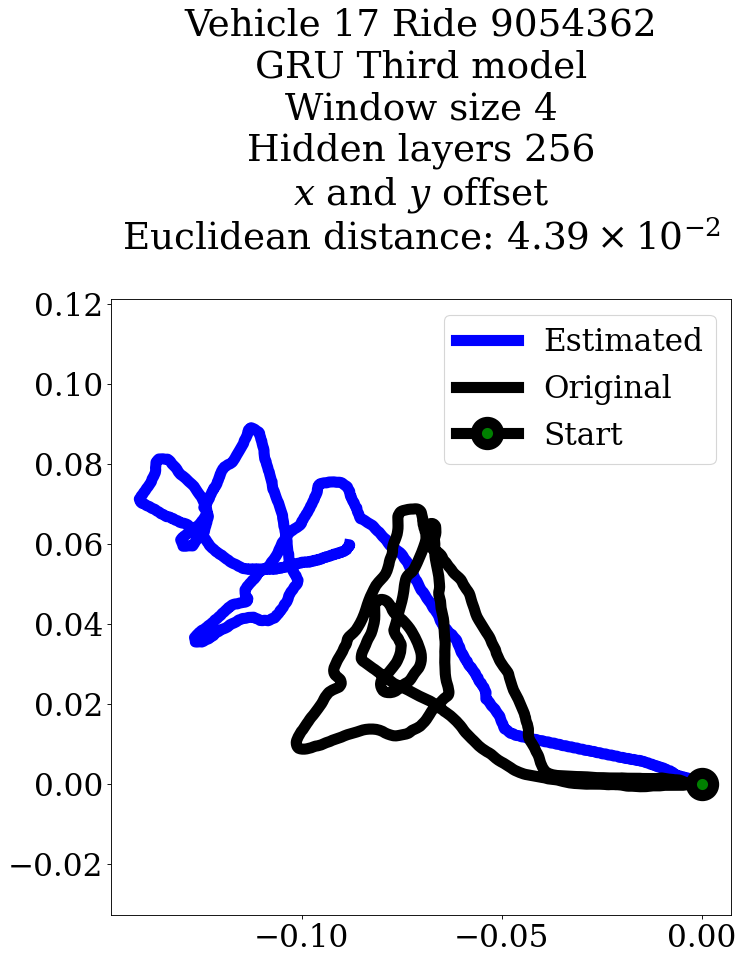 Vehicle 17 Ride 9054362
GRU Third model
Window size 4
Hidden layers 256
x and y offset
Euclidean distance: 4.39 × 10⁻²
0.12
0.10
0.08
0.06
0.04
0.02
0.00
−0.02
Estimated
Original
Start
−0.10 −0.05 0.00